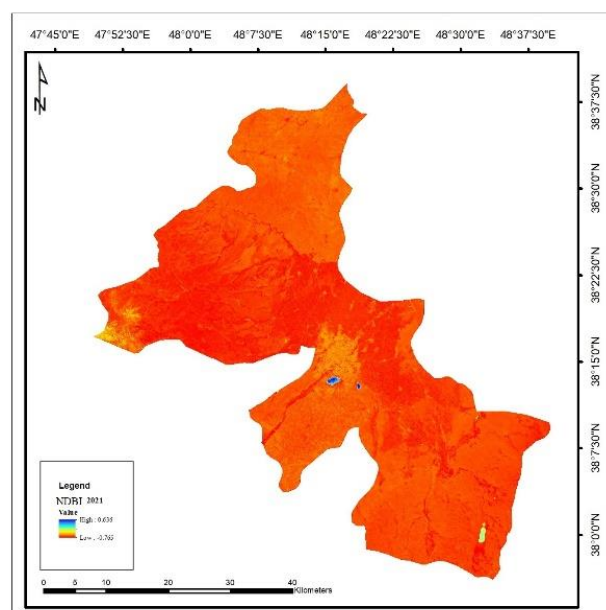 47°45'0"E 47°52'30"E 48°0'0"E 48°7'30"E 48°15'0"E 48°22'30"E 48°30'0"E 48°37'30"E
N
38°37'30"N
38°30'0"N
38°22'30"N
38°15'0"N
38°7'30"N
38°0'0"N
Legend
NDBI 2021
Value
High : 0.636
Low : -0.765
0 5 10 20 30 40
Kilometers